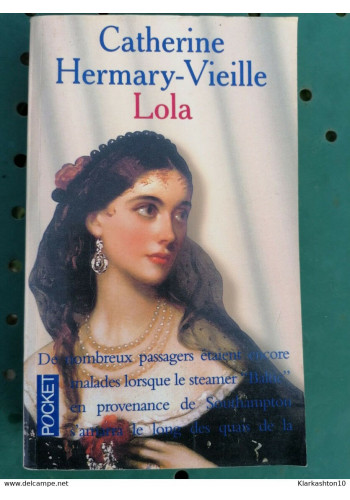 Catherine
Hermary-Vieille
Lola
De nombreux passagers étaient encore
malades lorsque le steamer "Iberia"
en provenance de Southampton
le long des quais de la
POCKET
delcampe.net
Klarkashton10